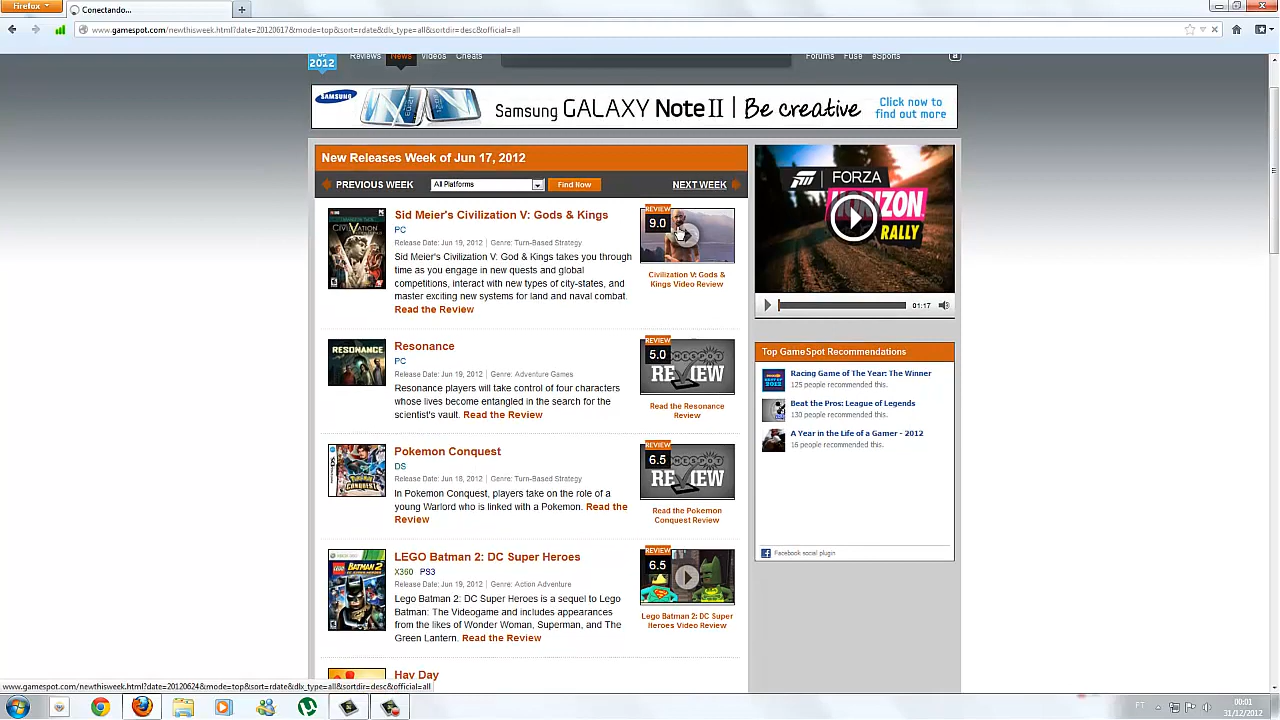 Firefox
Conectando...
www.gamespot.com/newthisweek.html?date=20120617&mode=top&sort=rdate&dlx_type=all&sortdir=desc&official=all
2012
Reviews
News
Videos
Cheats
Forums
Fuse
eSports
SAMSUNG
Samsung GALAXY Note II | Be creative
Click now to
find out more
New Releases Week of Jun 17, 2012
PREVIOUS WEEK
All Platforms
Find Now
NEXT WEEK
Sid Meier's Civilization V: Gods & Kings
PC
Release Date: Jun 19, 2012 | Genre: Turn-Based Strategy
Sid Meier's Civilization V: God & Kings takes you through
time as you engage in new quests and global
competitions, interact with new types of city-states, and
master exciting new systems for land and naval combat.
Read the Review
REVIEW
9.0
Civilization V: Gods &
Kings Video Review
RESONANCE
Resonance
PC
Release Date: Jun 19, 2012 | Genre: Adventure Games
Resonance players will take control of four characters
whose lives become entangled in the search for the
scientist's vault. Read the Review
REVIEW
5.0
REVIEW
Read the Resonance
Review
Pokemon Conquest
DS
Release Date: Jun 18, 2012 | Genre: Turn-Based Strategy
In Pokemon Conquest, players take on the role of a
young Warlord who is linked with a Pokemon. Read the
Review
REVIEW
6.5
REVIEW
Read the Pokemon
Conquest Review
LEGO Batman 2: DC Super Heroes
X360 PS3
Release Date: Jun 19, 2012 | Genre: Action Adventure
Lego Batman 2: DC Super Heroes is a sequel to Lego
Batman: The Videogame and includes appearances
from the likes of Wonder Woman, Superman, and The
Green Lantern. Read the Review
REVIEW
6.5
Lego Batman 2: DC Super
Heroes Video Review
Hay Day
FORZA
HORIZON
RALLY
01:17
Top GameSpot Recommendations
Racing Game of The Year: The Winner
125 people recommended this.
Beat the Pros: League of Legends
130 people recommended this.
A Year in the Life of a Gamer - 2012
16 people recommended this.
Facebook social plugin
www.gamespot.com/newthisweek.html?date=20120624&mode=top&sort=rdate&dlx_type=all&sortdir=desc&official=all
PT
00:01
31/12/2012